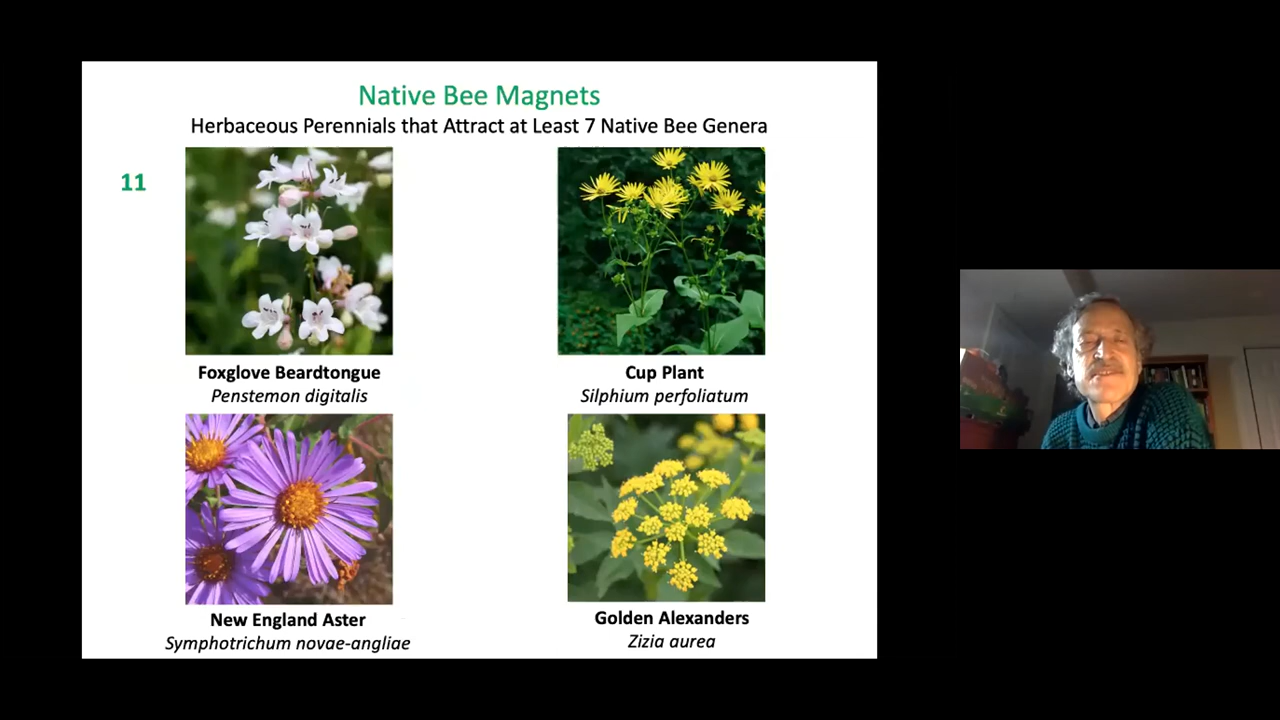 Native Bee Magnets
Herbaceous Perennials that Attract at Least 7 Native Bee Genera
11
Foxglove Beardtongue
Penstemon digitalis
Cup Plant
Silphium perfoliatum
New England Aster
Symphotrichum novae-angliae
Golden Alexanders
Zizia aurea